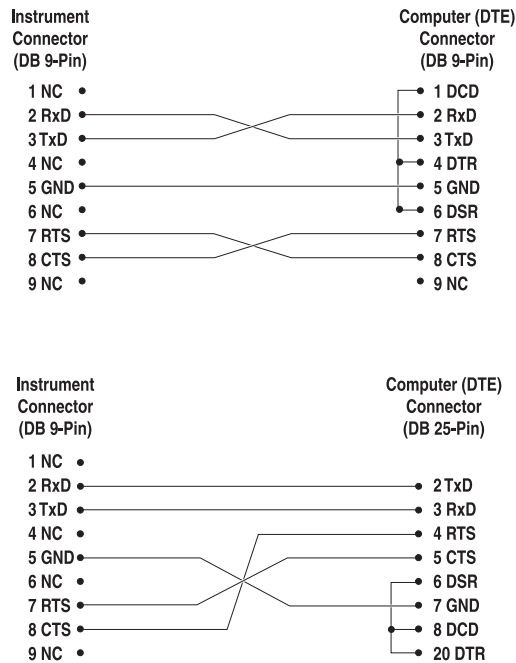 Instrument
Connector
(DB 9-Pin)
Computer (DTE)
Connector
(DB 9-Pin)
1 NC
1 DCD
2 RxD
2 RxD
3 TxD
3 TxD
4 NC
4 DTR
5 GND
5 GND
6 NC
6 DSR
7 RTS
7 RTS
8 CTS
8 CTS
9 NC
9 NC
Instrument
Connector
(DB 9-Pin)
Computer (DTE)
Connector
(DB 25-Pin)
1 NC
2 RxD
2 TxD
3 TxD
3 RxD
4 NC
4 RTS
5 GND
5 CTS
6 NC
6 DSR
7 RTS
7 GND
8 CTS
8 DCD
9 NC
20 DTR